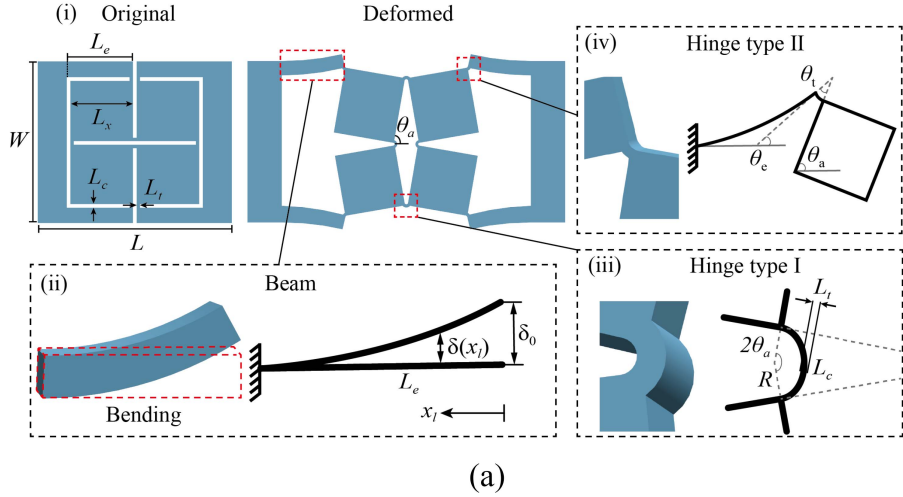 (i) Original
Deformed
L_e
L_x
W
L_c
L_t
L
θ_a
(iv) Hinge type II
θ_t
θ_e
θ_a
(ii) Beam
Bending
δ(x_l)
δ_0
L_e
x_l
(iii) Hinge type I
L_t
2θ_a
R
L_c
(a)